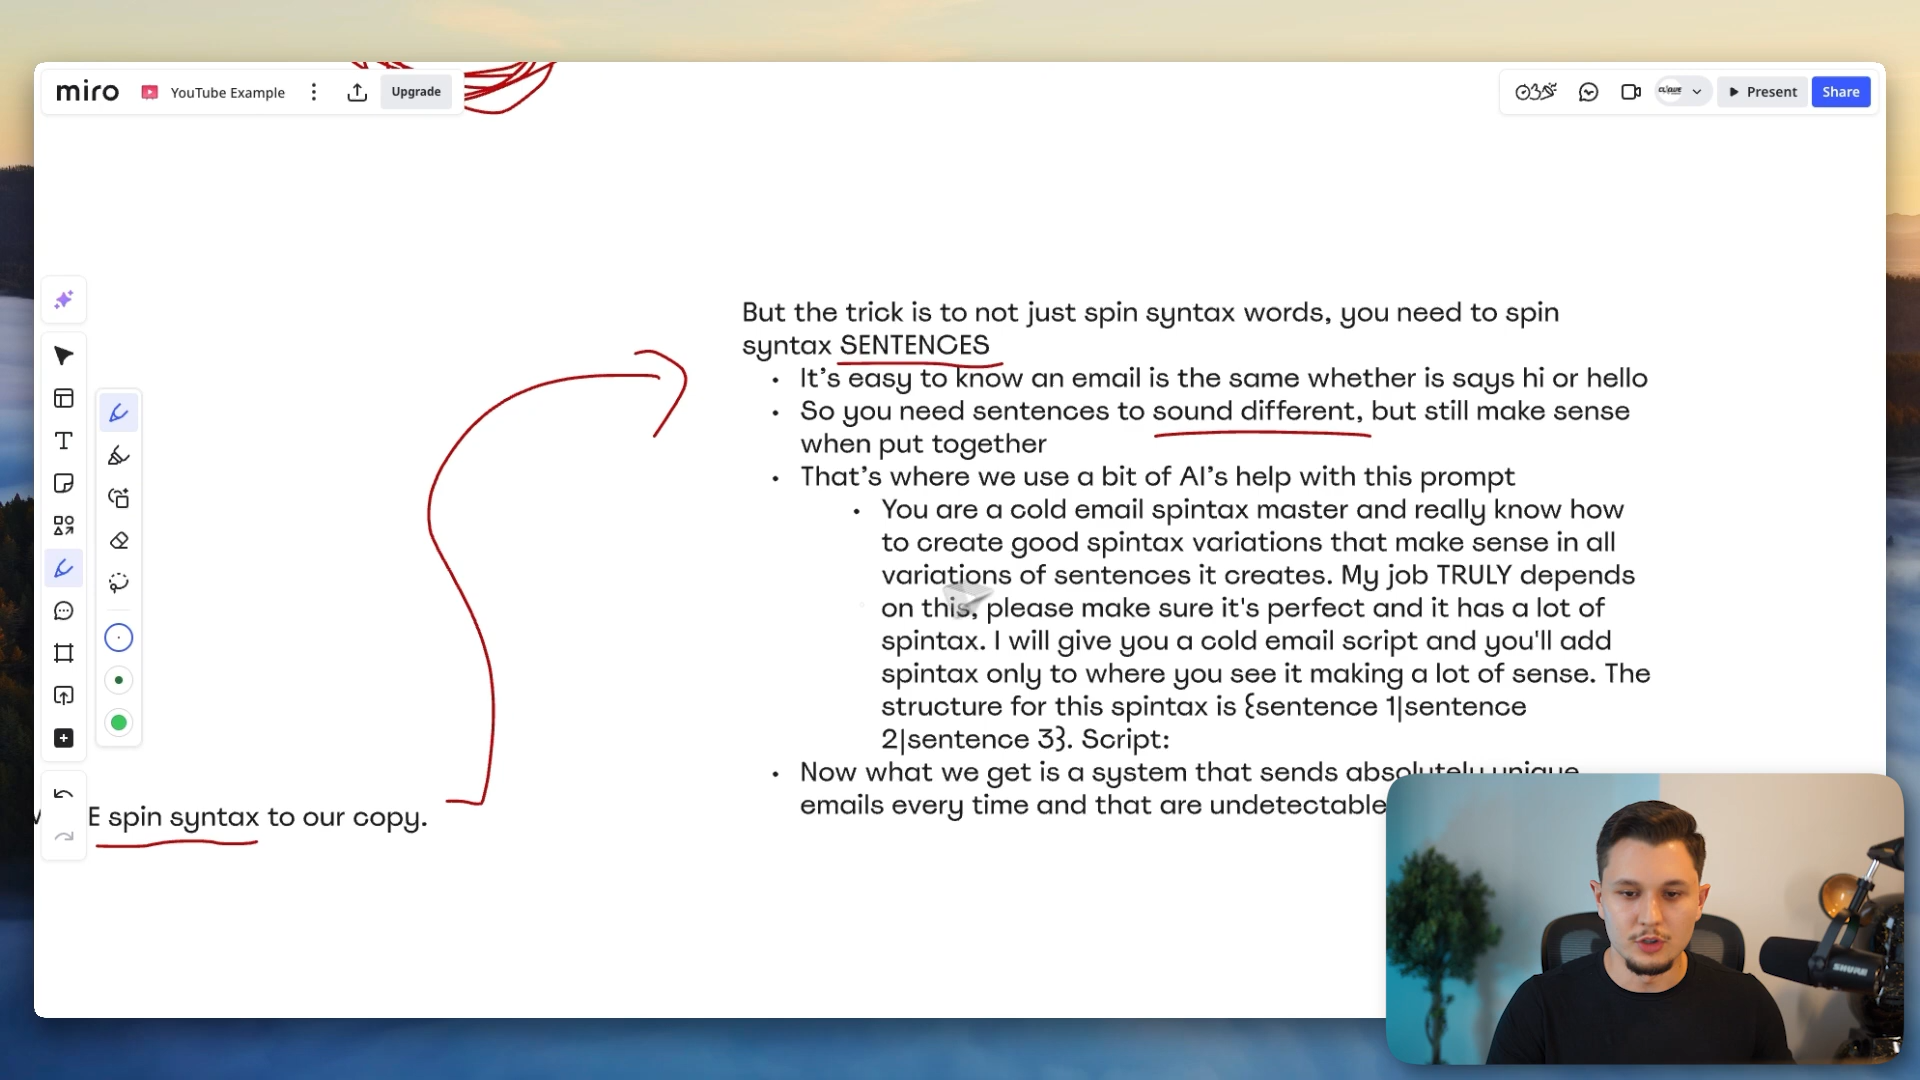 miro
YouTube Example
Upgrade
Present
Share
But the trick is to not just spin syntax words, you need to spin
syntax SENTENCES
It's easy to know an email is the same whether is says hi or hello
So you need sentences to sound different, but still make sense
when put together
That's where we use a bit of AI's help with this prompt
You are a cold email spintax master and really know how
to create good spintax variations that make sense in all
variations of sentences it creates. My job TRULY depends
on this, please make sure it's perfect and it has a lot of
spintax. I will give you a cold email script and you'll add
spintax only to where you see it making a lot of sense. The
structure for this spintax is {sentence 1|sentence
2|sentence 3}. Script:
Now what we get is a system that sends absolutely unique
emails every time and that are undetectable
E spin syntax to our copy.
SHURE